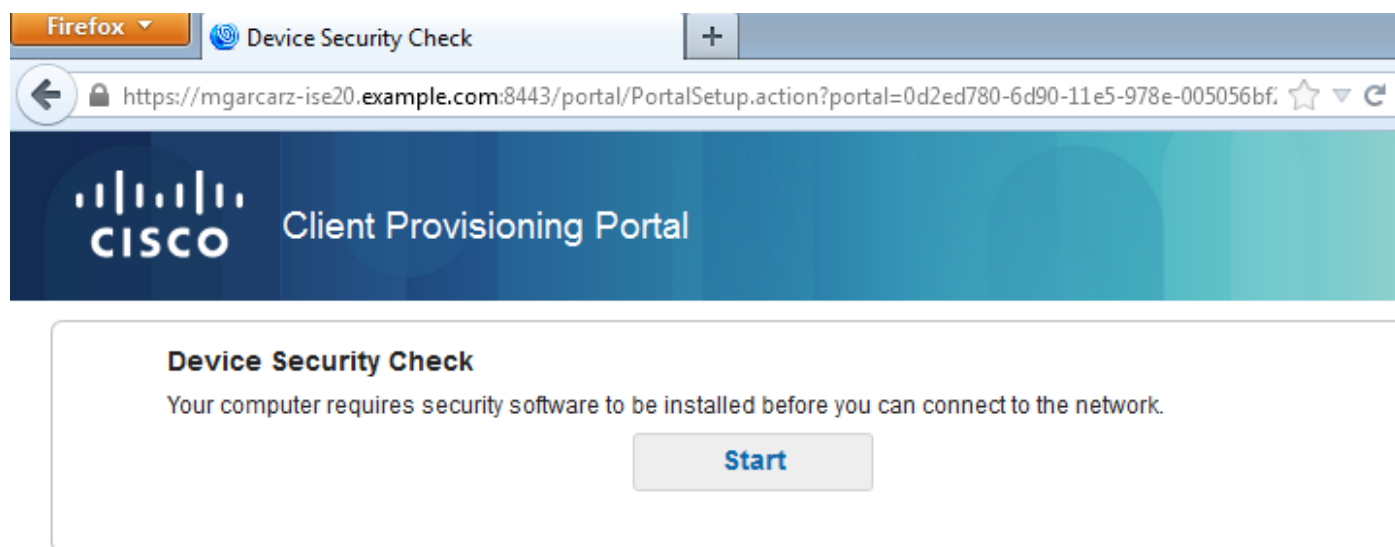 Firefox
Device Security Check
https://mgarcarz-ise20.example.com:8443/portal/PortalSetup.action?portal=0d2ed780-6d90-11e5-978e-005056bf
CISCO
Client Provisioning Portal
Device Security Check
Your computer requires security software to be installed before you can connect to the network.
Start